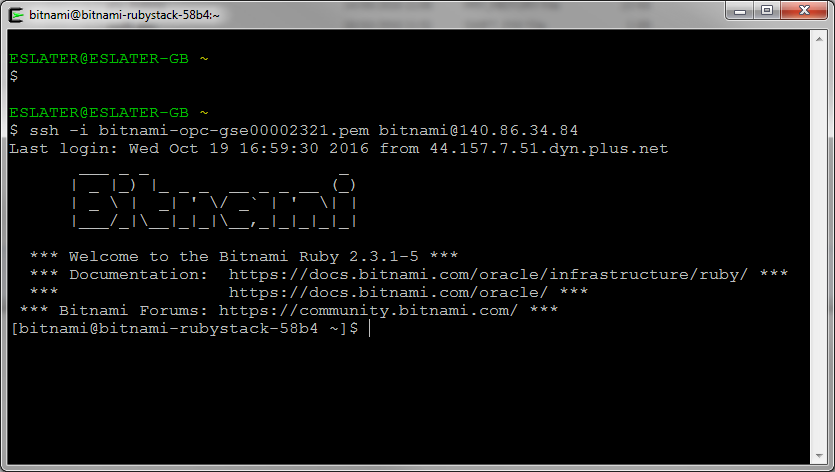 bitnami@bitnami-rubystack-58b4:~
ESLATER@ESLATER-GB ~
$
ESLATER@ESLATER-GB ~
$ ssh -i bitnami-opc-gse00002321.pem bitnami@140.86.34.84
Last login: Wed Oct 19 16:59:30 2016 from 44.157.7.51.dyn.plus.net
Bitnami
*** Welcome to the Bitnami Ruby 2.3.1-5 ***
*** Documentation:  https://docs.bitnami.com/oracle/infrastructure/ruby/ ***
***                 https://docs.bitnami.com/oracle/ ***
*** Bitnami Forums: https://community.bitnami.com/ ***
[bitnami@bitnami-rubystack-58b4 ~]$